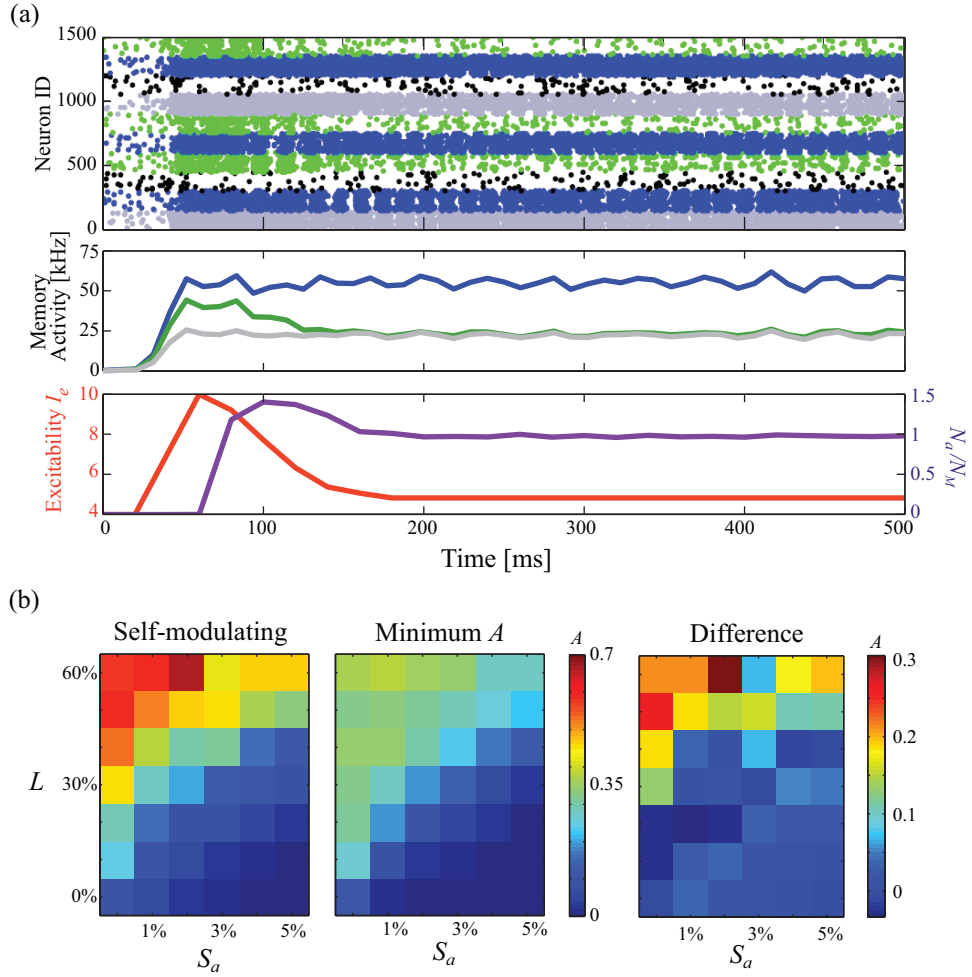 (a)
1500
1000
500
0
Neuron ID
75
50
25
0
Memory
Activity [kHz]
10
8
6
4
Excitability I_e
1.5
1
0.5
0
N_a/N_M
0 100 200 300 400 500
Time [ms]
(b)
Self-modulating
Minimum A
Difference
60%
30%
0%
L
1% 3% 5%
S_a
1% 3% 5%
S_a
A
0.7
0.35
0
1% 3% 5%
S_a
A
0.3
0.2
0.1
0